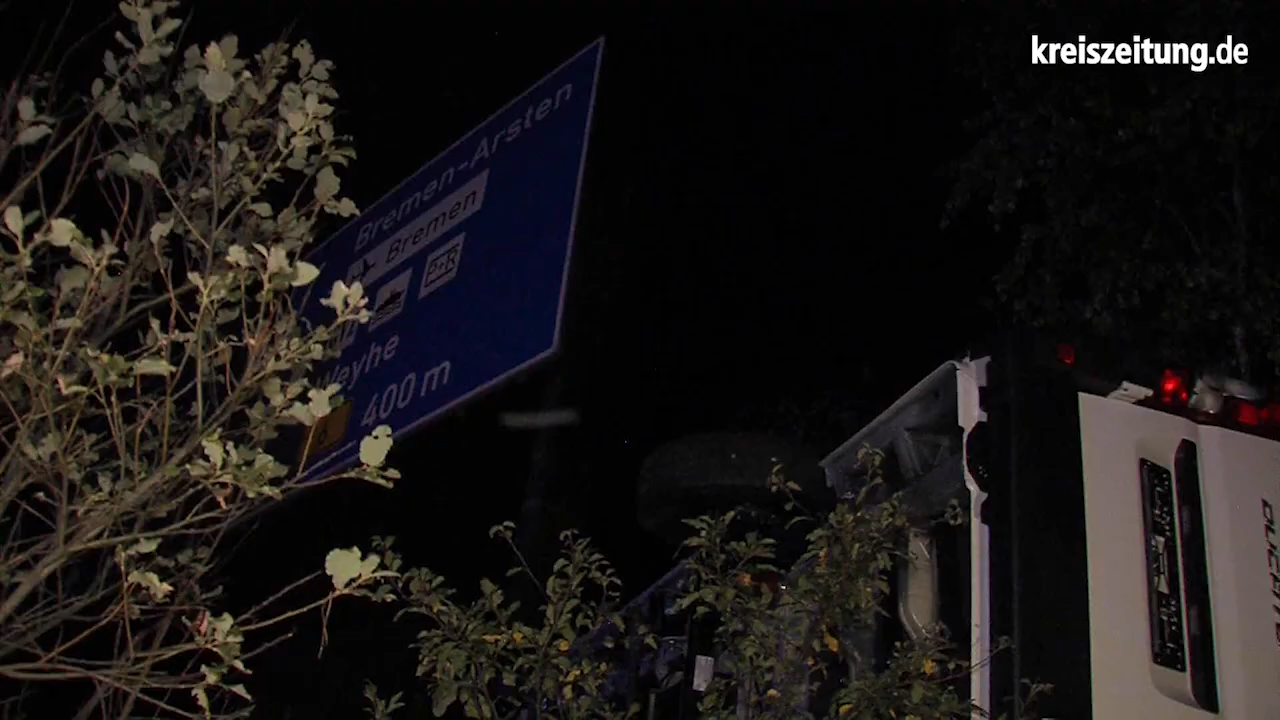 kreiszeitung.de
Bremen-Arsten
Bremen
P+R
Weyhe
400 m